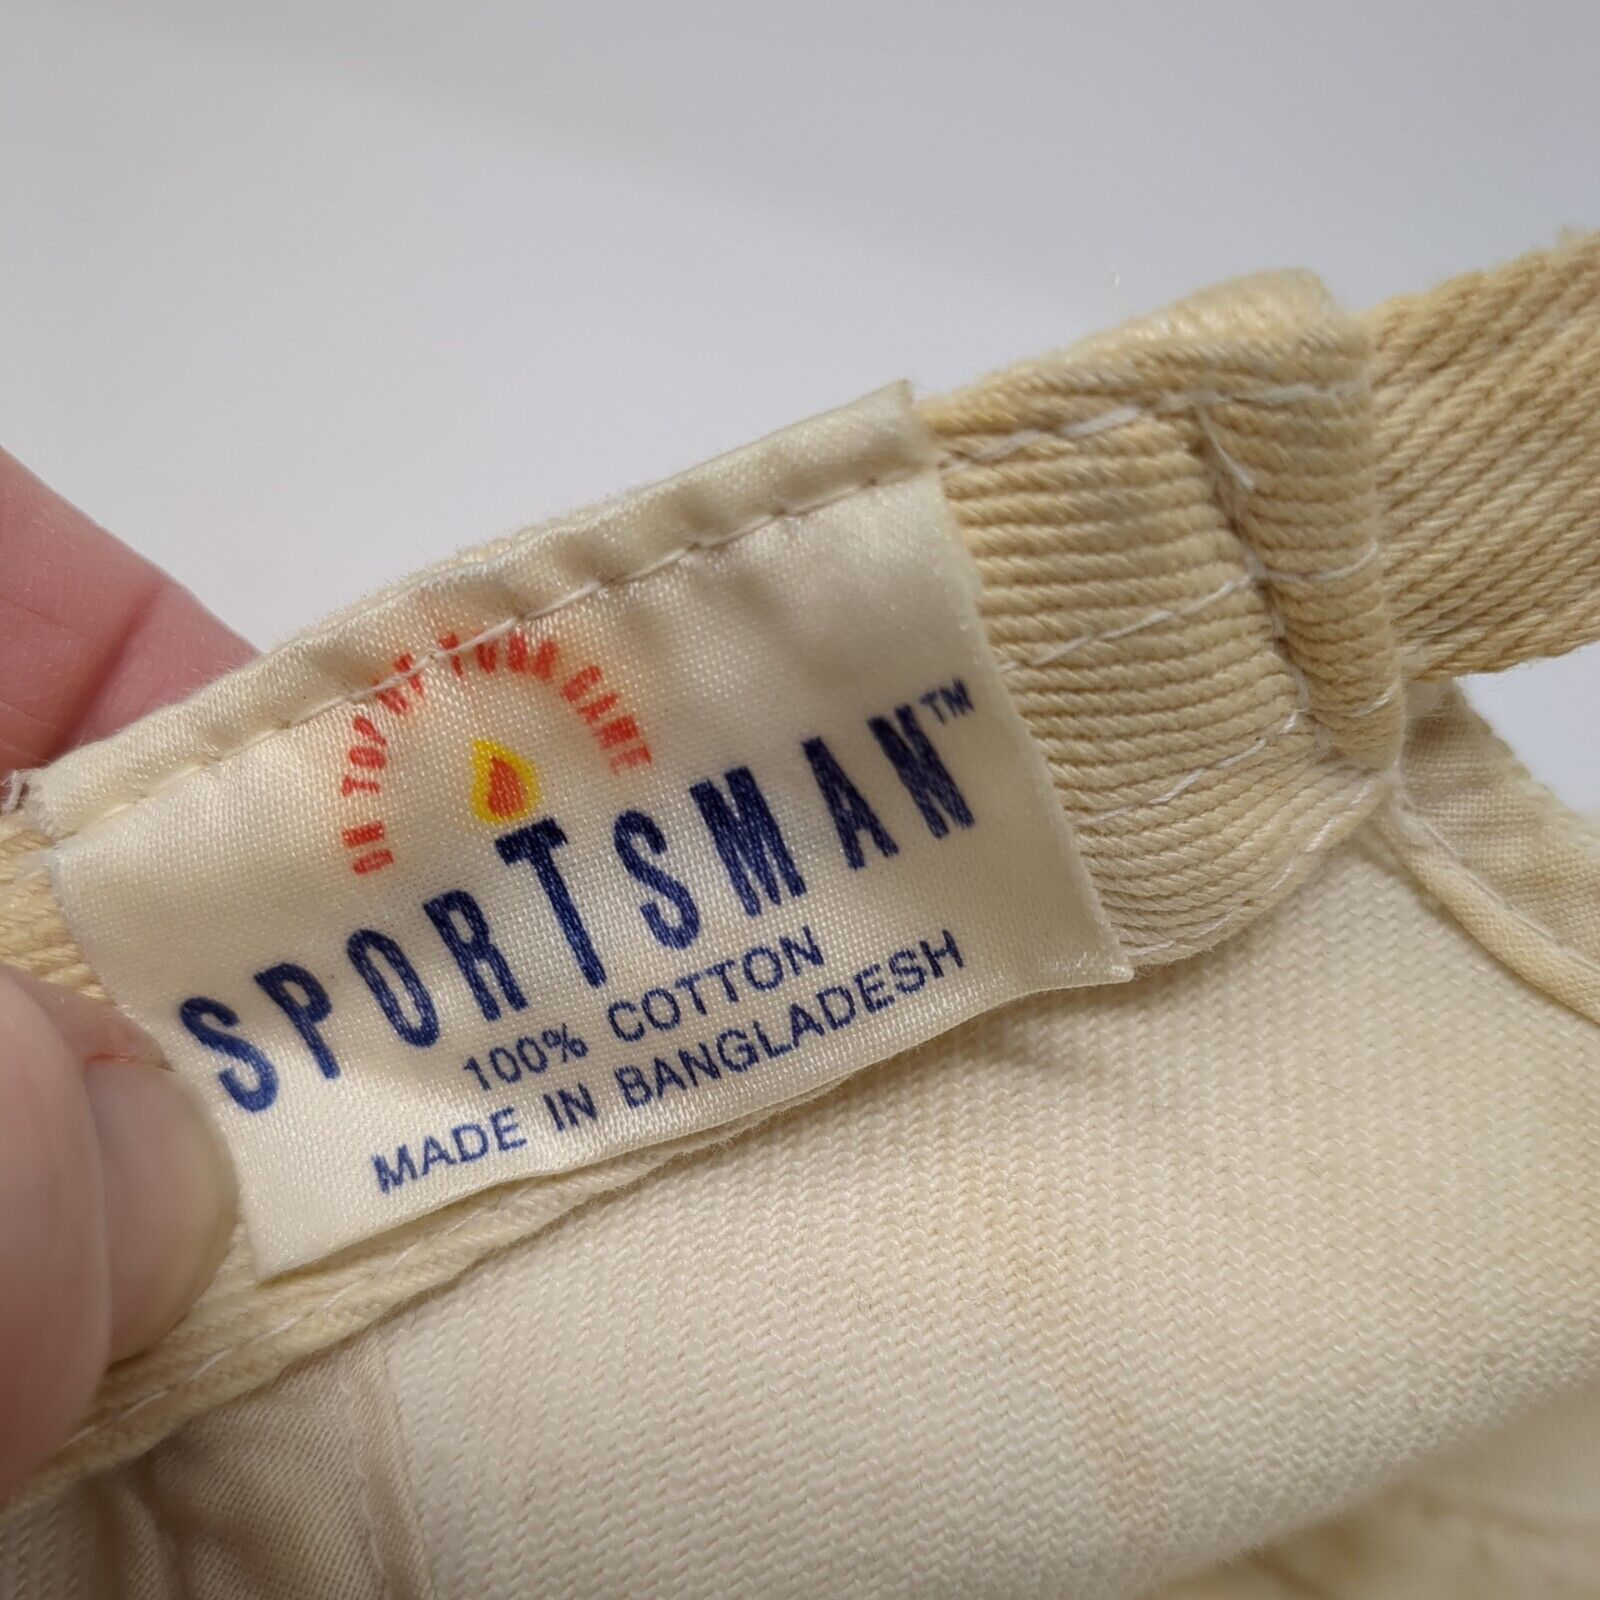 ON TOP OF YOUR GAME
SPORTSMAN™
100% COTTON
MADE IN BANGLADESH